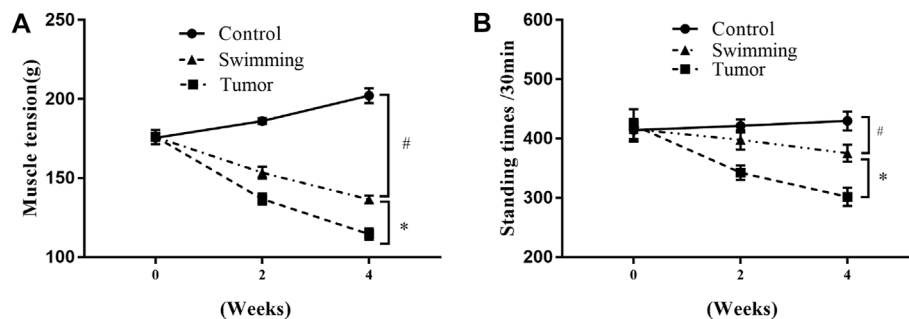 A
Muscle tension(g)
250
200
150
100
Control
Swimming
Tumor
#
*
0
2
4
(Weeks)
B
Standing times /30min
600
500
400
300
200
Control
Swimming
Tumor
#
*
0
2
4
(Weeks)